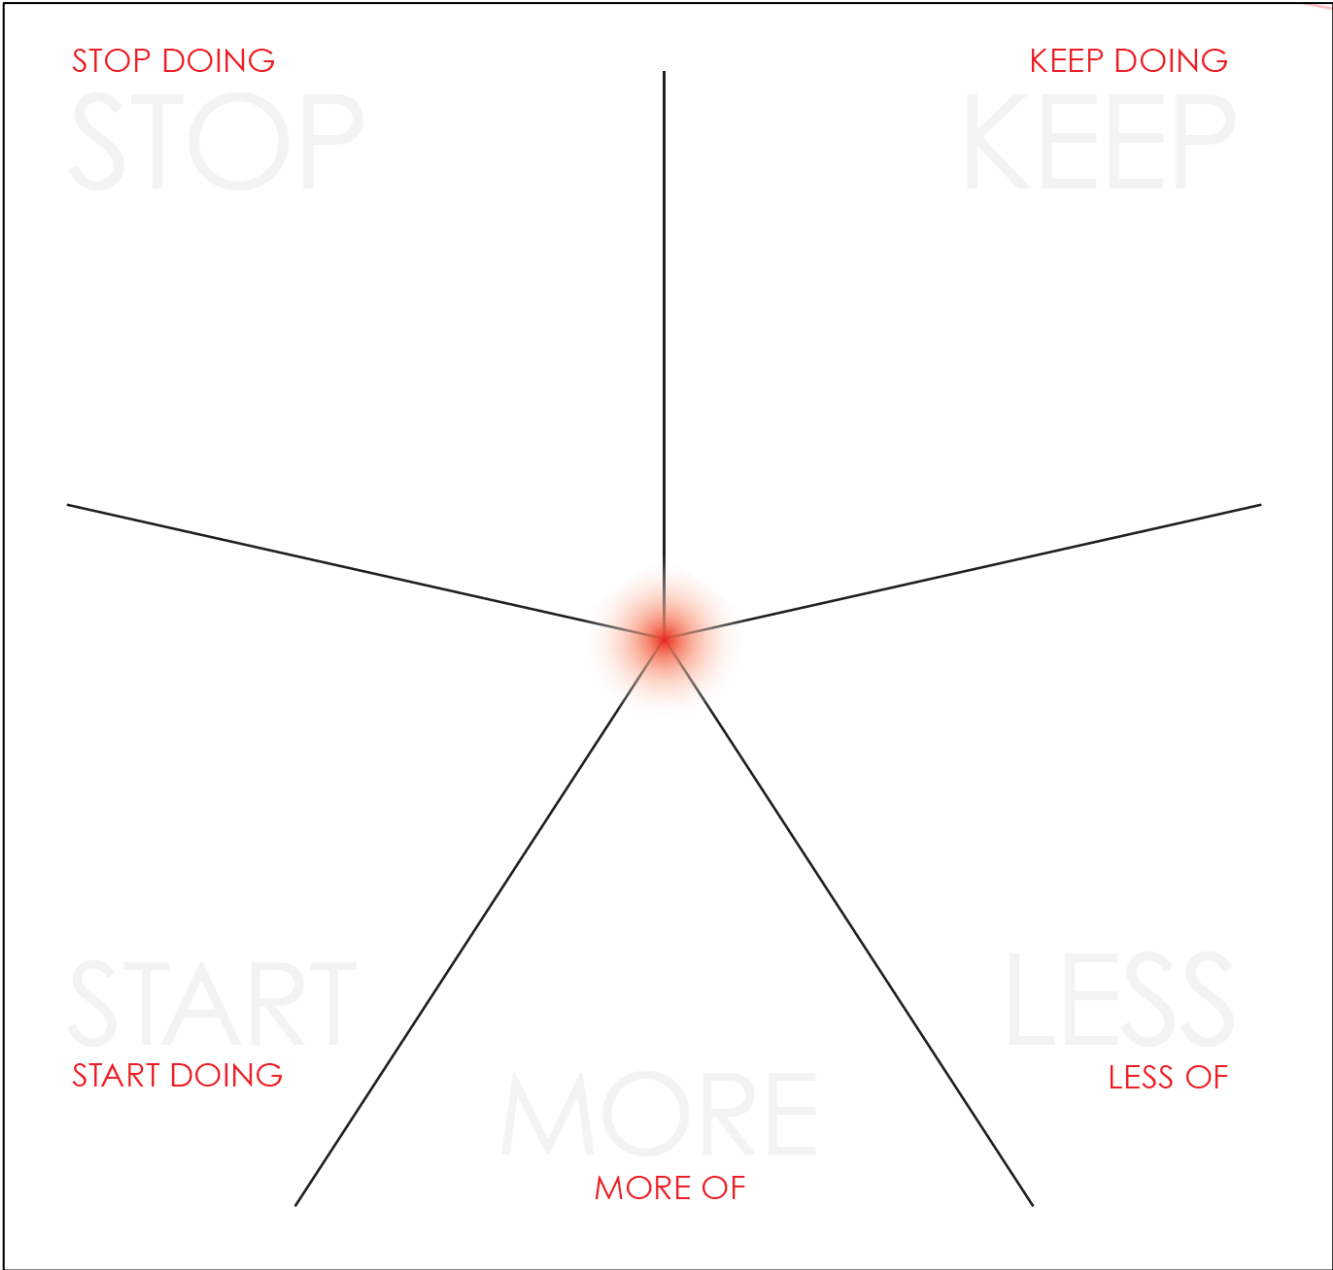 STOP DOING
KEEP DOING
STOP
KEEP
START
LESS
START DOING
LESS OF
MORE
MORE OF